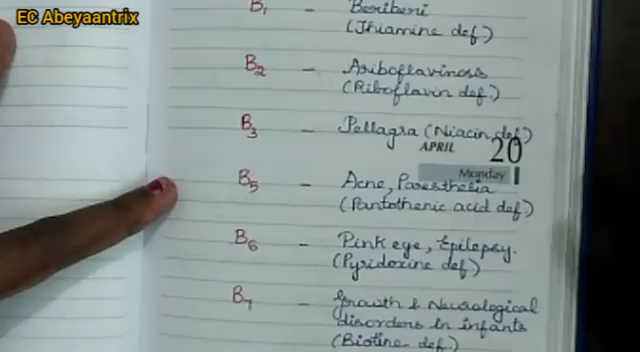 EC Abeyaantrix
B1 - Beriberi
(Thiamine def.)
B2 - Ariboflavinosis
(Riboflavin def.)
B3 - Pellagra (Niacin def.)
APRIL 20
Monday
B5 - Acne, Paresthesia
(Pantothenic acid def.)
B6 - Pink eye, Epilepsy.
(Pyridoxine def.)
B7 - Growth & Neurological
disorders in infants
(Biotine def.)